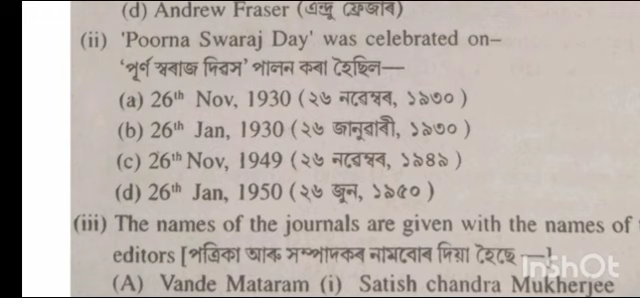 (d) Andrew Fraser (এন্ড্রু ফ্ৰেজাৰ)
(ii) 'Poorna Swaraj Day' was celebrated on–
'পূৰ্ণ স্বৰাজ দিৱস' পালন কৰা হৈছিল—
(a) 26th Nov, 1930 (২৬ নৱেম্বৰ, ১৯৩০)
(b) 26th Jan, 1930 (২৬ জানুৱাৰী, ১৯৩০)
(c) 26th Nov, 1949 (২৬ নৱেম্বৰ, ১৯৪৯)
(d) 26th Jan, 1950 (২৬ জুন, ১৯৫০)
(iii) The names of the journals are given with the names of
editors [পত্ৰিকা আৰু সম্পাদকৰ নামবোৰ দিয়া হৈছে —]
InShOt
(A) Vande Mataram (i) Satish chandra Mukherjee